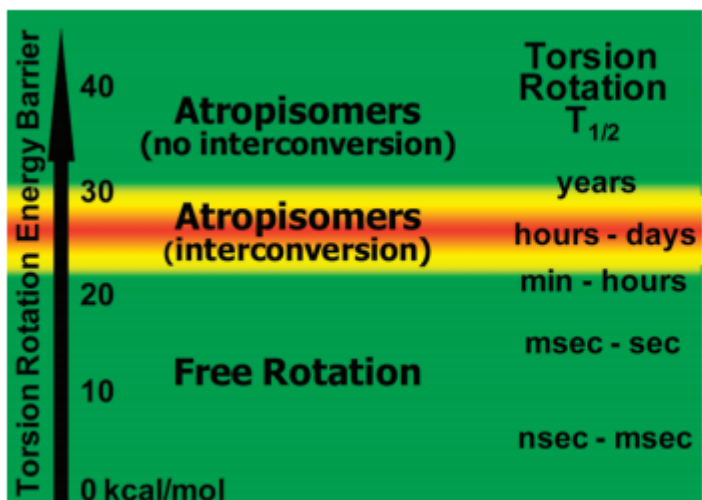 Torsion Rotation Energy Barrier
Torsion
Rotation
T1/2
40
Atropisomers
(no interconversion)
30
years
Atropisomers
(interconversion)
hours - days
20
min - hours
msec - sec
10
Free Rotation
nsec - msec
0 kcal/mol